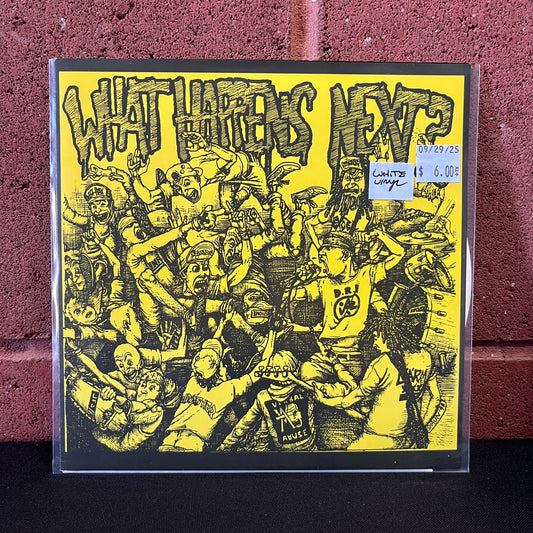 WHAT HAPPENS NEXT?
09/29/25
$ 6.00
WHITE
VINYL
D.R.I
ABUSE